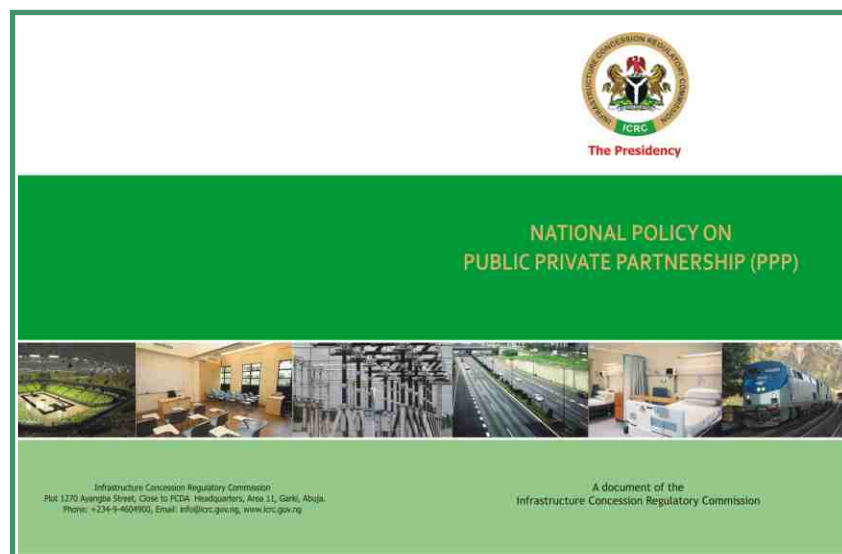 INFRASTRUCTURE CONCESSION REGULATORY COMMISSION
ICRC
The Presidency
NATIONAL POLICY ON
PUBLIC PRIVATE PARTNERSHIP (PPP)
Infrastructure Concession Regulatory Commission
Plot 1270 Ayangba Street, Close to FCDA Headquarters, Area 11, Garki, Abuja.
Phone: +234-9-4604900, Email: info@icrc.gov.ng, www.icrc.gov.ng
A document of the
Infrastructure Concession Regulatory Commission